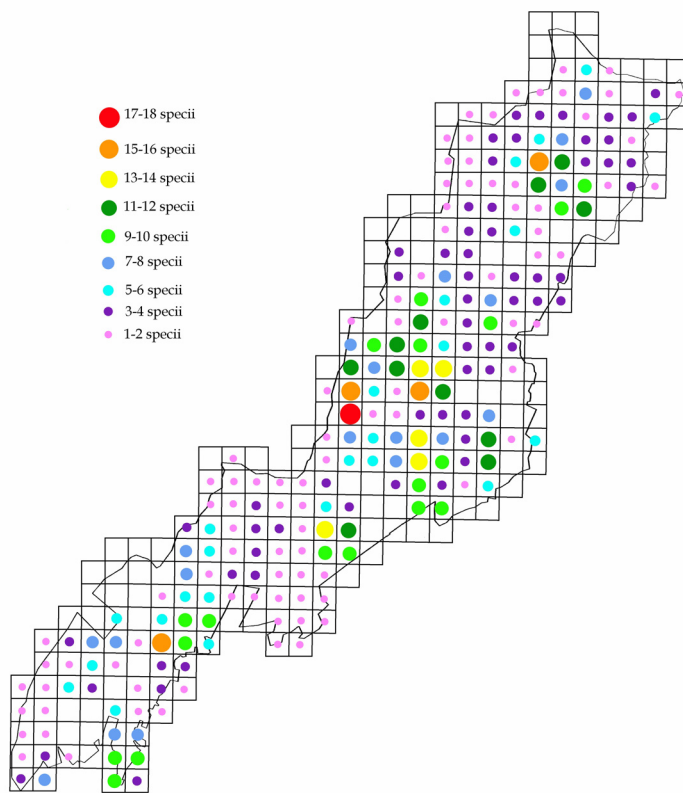 17-18 specii
15-16 specii
13-14 specii
11-12 specii
9-10 specii
7-8 specii
5-6 specii
3-4 specii
1-2 specii